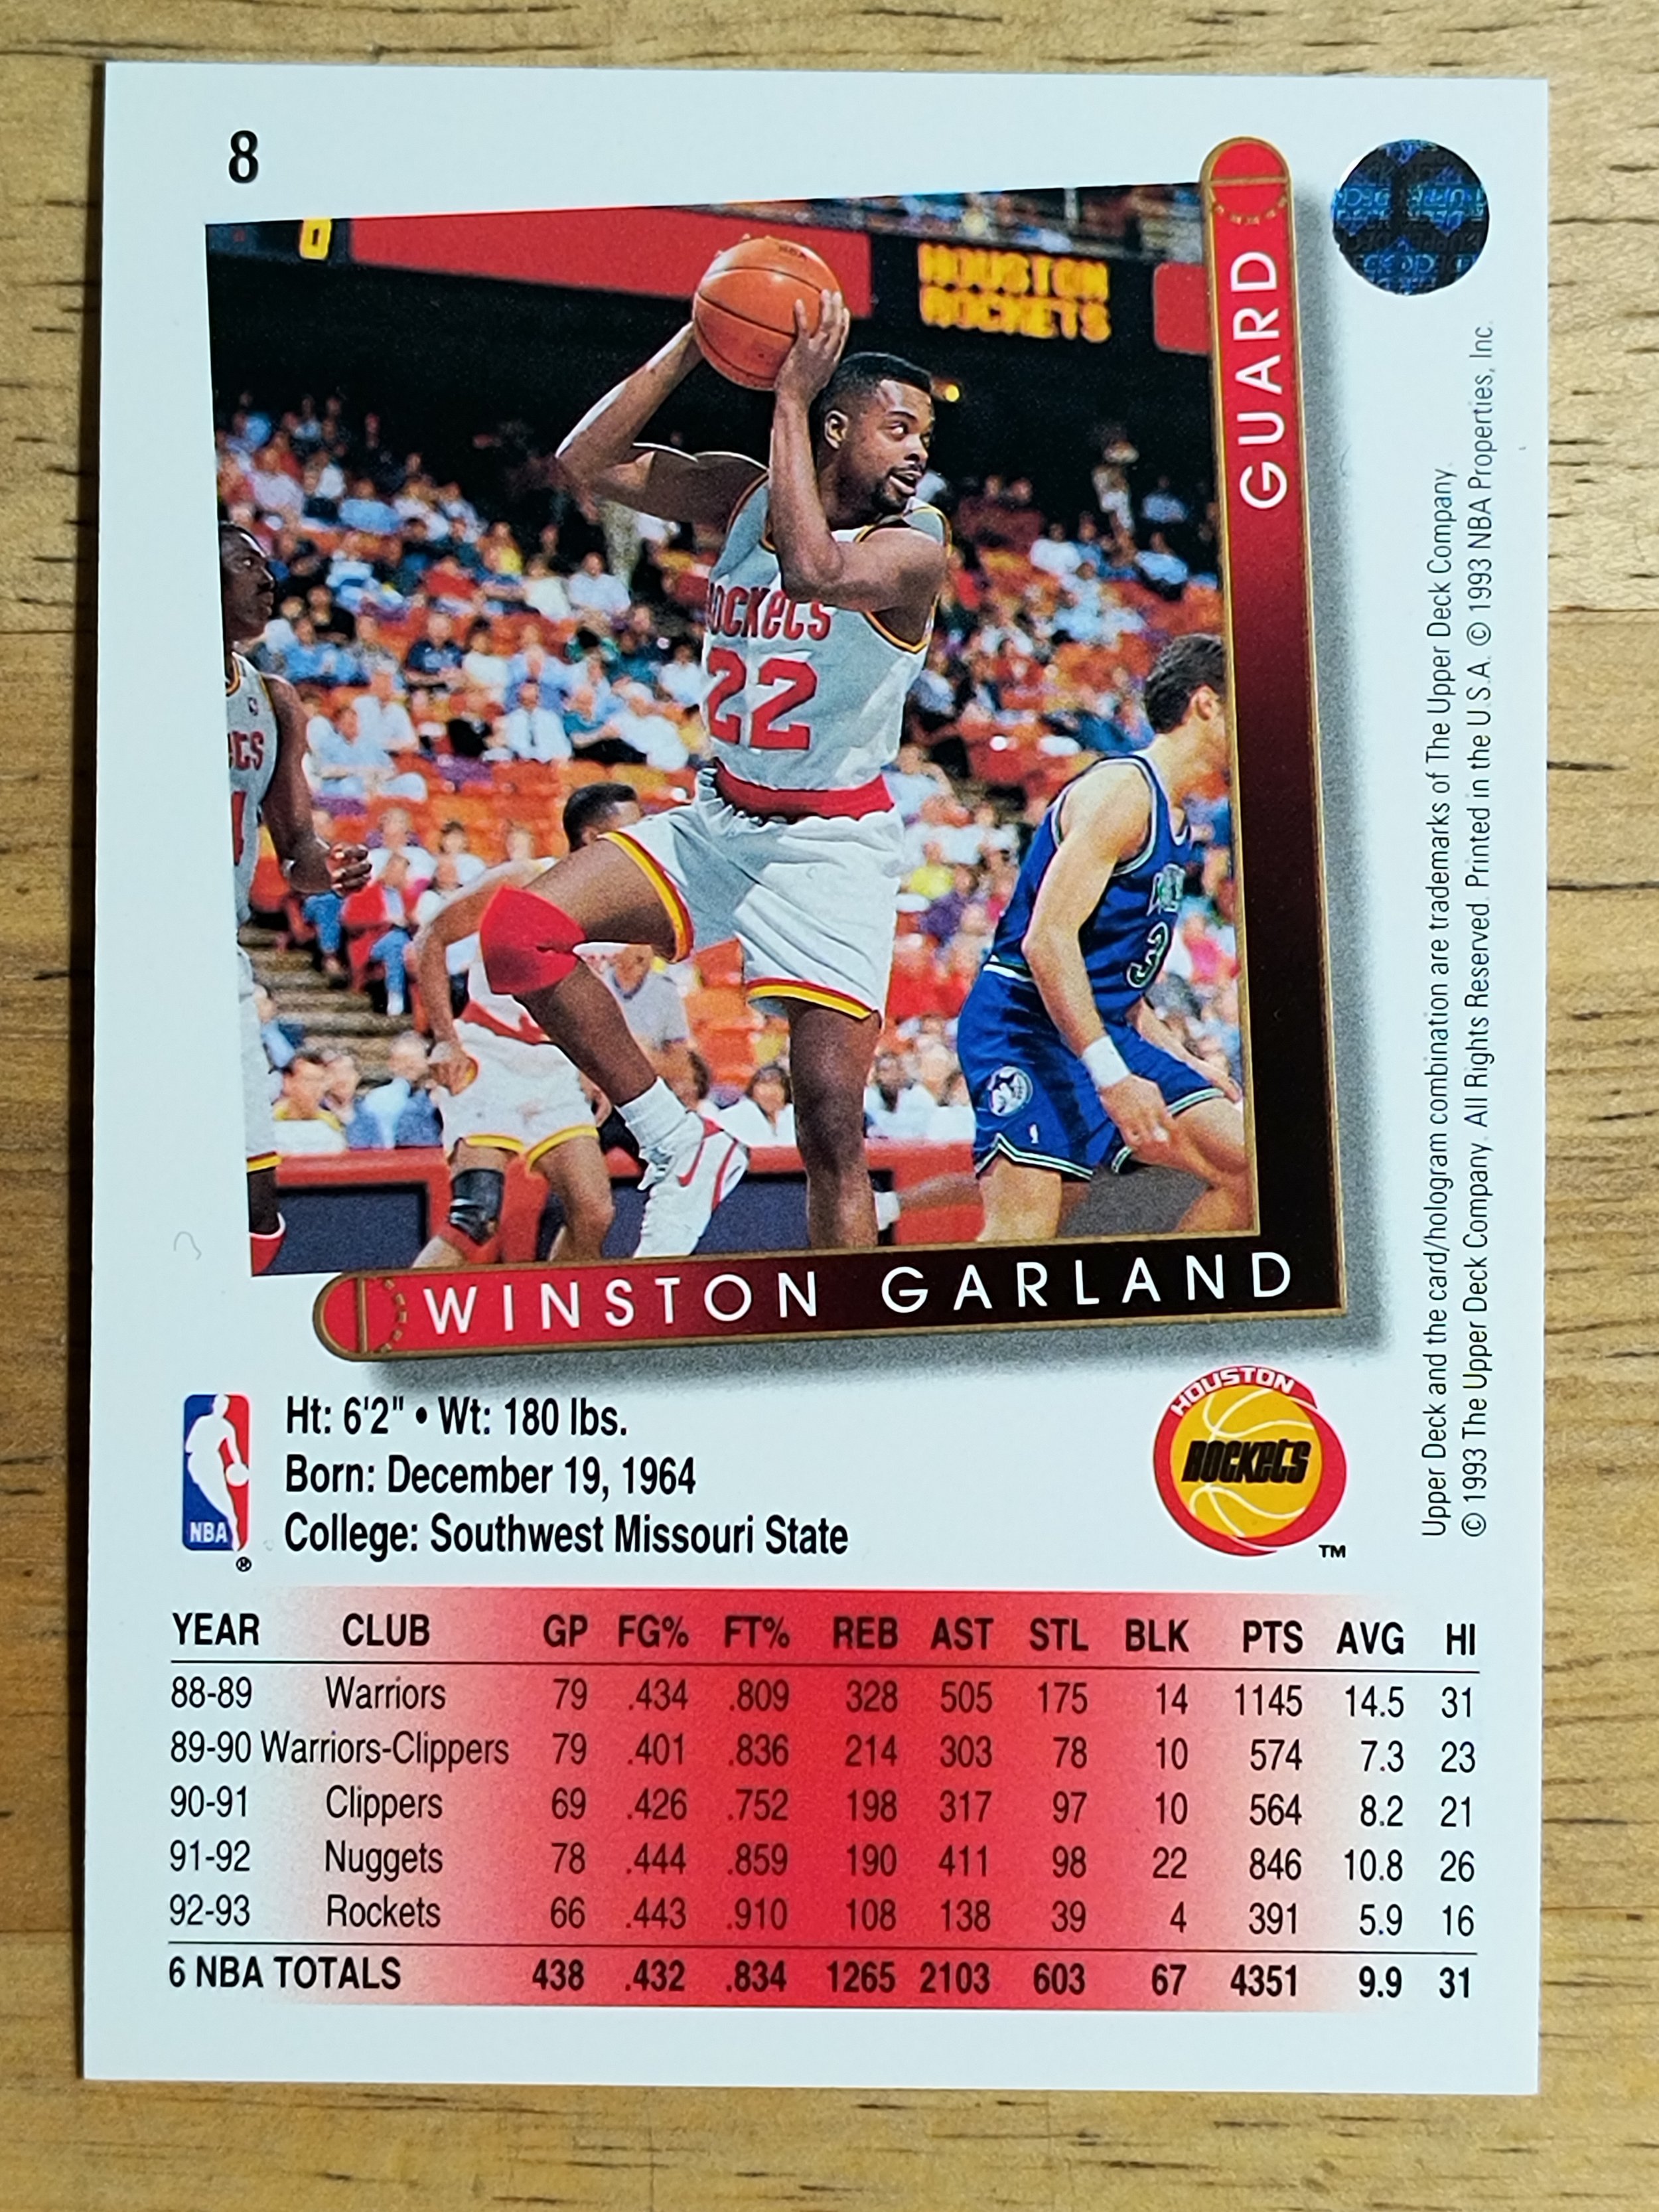 8
GUARD
0
HOUSTON
ROCKETS
ROCKETS
22
ETS
3
WINSTON GARLAND
Ht: 6'2" • Wt: 180 lbs.
Born: December 19, 1964
College: Southwest Missouri State
NBA
®
HOUSTON
ROCKETS
TM
Upper Deck and the card/hologram combination are trademarks of The Upper Deck Company.
© 1993 The Upper Deck Company. All Rights Reserved. Printed in the U.S.A. © 1993 NBA Properties, Inc.
YEAR CLUB GP FG% FT% REB AST STL BLK PTS AVG HI
88-89 Warriors 79 .434 .809 328 505 175 14 1145 14.5 31
89-90 Warriors-Clippers 79 .401 .836 214 303 78 10 574 7.3 23
90-91 Clippers 69 .426 .752 198 317 97 10 564 8.2 21
91-92 Nuggets 78 .444 .859 190 411 98 22 846 10.8 26
92-93 Rockets 66 .443 .910 108 138 39 4 391 5.9 16
6 NBA TOTALS 438 .432 .834 1265 2103 603 67 4351 9.9 31